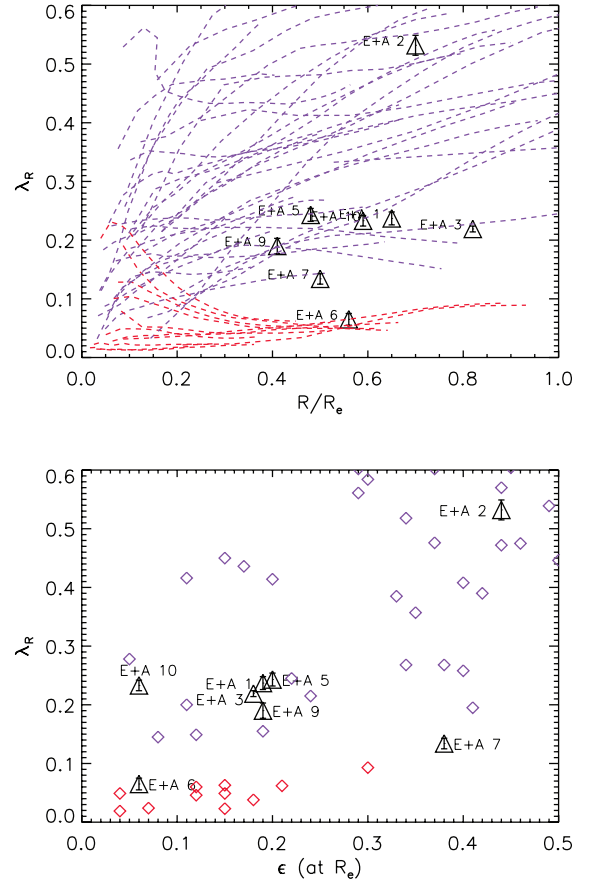 0.6
0.5
E+A 2
0.4
λR
0.3
E+A 5
E+A 10
E+A 1
E+A 3
0.2
E+A 9
E+A 7
0.1
E+A 6
0.0
0.0 0.2 0.4 0.6 0.8 1.0
R/Re
0.6
E+A 2
0.5
0.4
λR
0.3
E+A 10
E+A 1
E+A 5
E+A 3
0.2
E+A 9
E+A 7
0.1
E+A 6
0.0
0.0 0.1 0.2 0.3 0.4 0.5
ϵ (at Re)